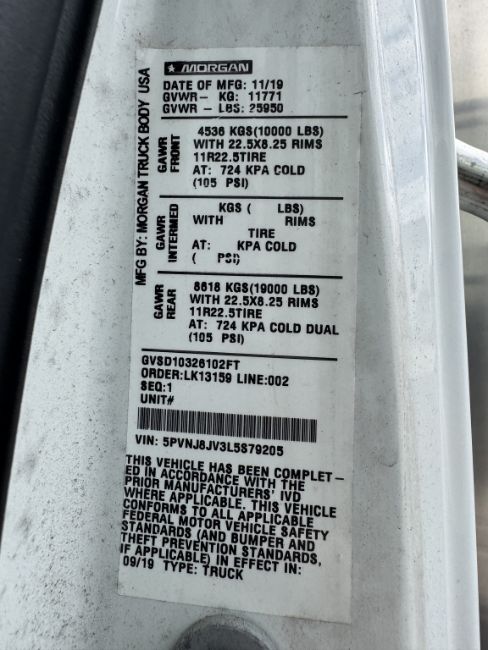 MORGAN
MFG BY: MORGAN TRUCK BODY USA
DATE OF MFG: 11/19
GVWR- KG: 11771
GVWR - LBS: 25950
GAWR
FRONT
4536 KGS(10000 LBS)
WITH 22.5X8.25 RIMS
11R22.5TIRE
AT: 724 KPA COLD
(105 PSI)
GAWR
INTERMED
KGS ( LBS)
WITH RIMS
TIRE
AT: KPA COLD
( PSI)
GAWR
REAR
8618 KGS(19000 LBS)
WITH 22.5X8.25 RIMS
11R22.5TIRE
AT: 724 KPA COLD DUAL
(105 PSI)
GVSD10326102FT
ORDER:LK13159 LINE:002
SEQ:1
UNIT#
VIN: 5PVNJ8JV3L5S79205
THIS VEHICLE HAS BEEN COMPLET-
ED IN ACCORDANCE WITH THE
PRIOR MANUFACTURERS' IVD
WHERE APPLICABLE. THIS VEHICLE
CONFORMS TO ALL APPLICABLE
FEDERAL MOTOR VEHICLE SAFETY
STANDARDS (AND BUMPER AND
THEFT PREVENTION STANDARDS,
IF APPLICABLE) IN EFFECT IN:
09/19 TYPE: TRUCK